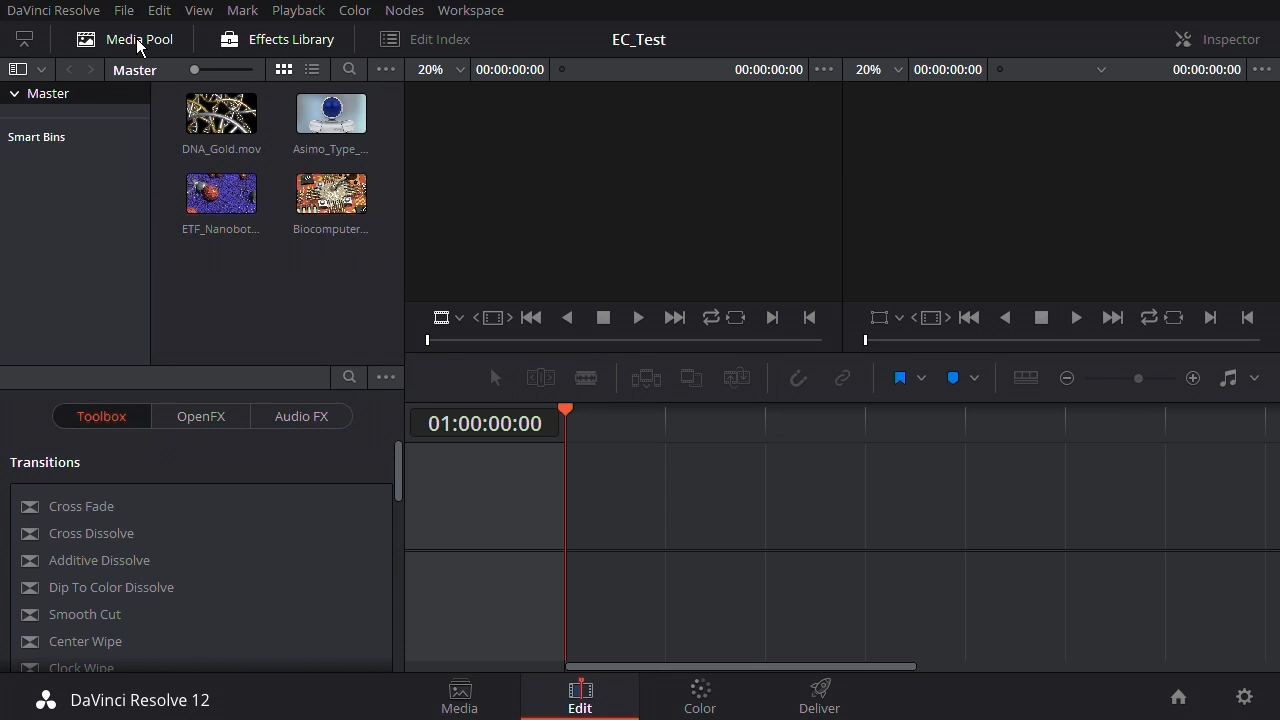 DaVinci Resolve File Edit View Mark Playback Color Nodes Workspace
Media Pool Effects Library Edit Index EC_Test Inspector
Master 20% 00:00:00:00 00:00:00:00 20% 00:00:00:00 00:00:00:00
Master
Smart Bins
DNA_Gold.mov Asimo_Type_...
ETF_Nanobot... Biocomputer...
Toolbox OpenFX Audio FX
01:00:00:00
Transitions
Cross Fade
Cross Dissolve
Additive Dissolve
Dip To Color Dissolve
Smooth Cut
Center Wipe
Clock Wipe
DaVinci Resolve 12 Media Edit Color Deliver